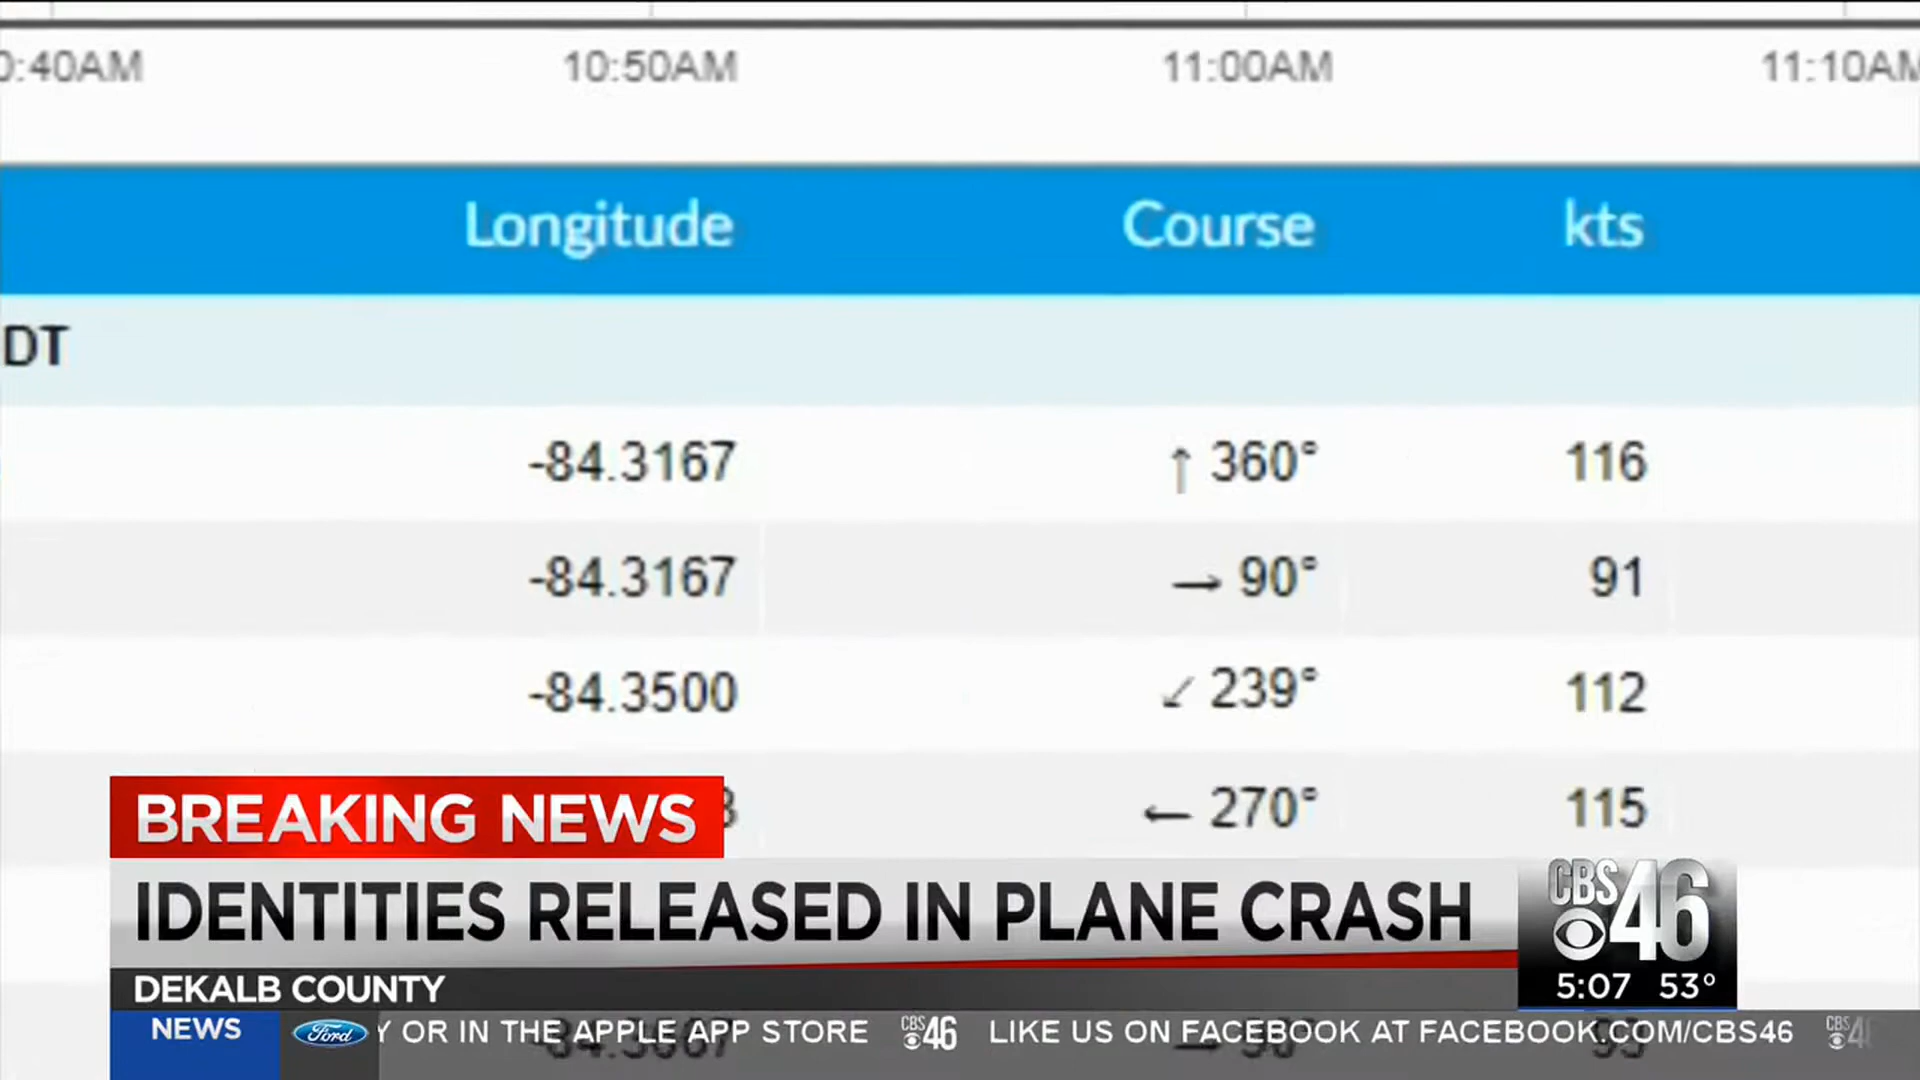 0:40AM 10:50AM 11:00AM 11:10AM
Longitude Course kts
DT
-84.3167 ↑ 360° 116
-84.3167 → 90° 91
-84.3500 ↙ 239° 112
← 270° 115
BREAKING NEWS
IDENTITIES RELEASED IN PLANE CRASH
CBS 46
DEKALB COUNTY
5:07 53°
NEWS Ford Y OR IN THE APPLE APP STORE CBS 46 LIKE US ON FACEBOOK AT FACEBOOK.COM/CBS46 CBS 4